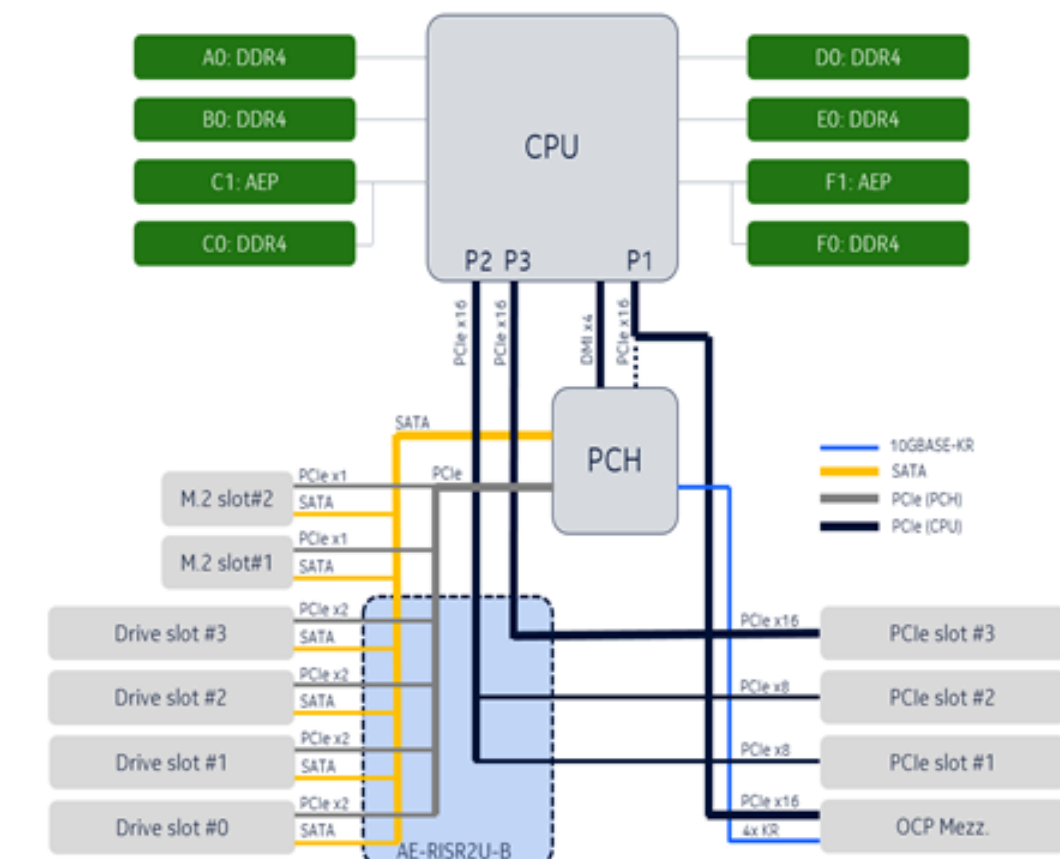 A0: DDR4
B0: DDR4
C1: AEP
C0: DDR4
CPU
D0: DDR4
E0: DDR4
F1: AEP
F0: DDR4
P2 P3 P1
PCIe x16
PCIe x16
DMI x4
PCIe x16
PCH
SATA
PCIe
10GBASE-KR
SATA
PCIe (PCH)
PCIe (CPU)
M.2 slot#2
PCIe x1
SATA
M.2 slot#1
PCIe x1
SATA
Drive slot #3
PCIe x2
SATA
Drive slot #2
PCIe x2
SATA
Drive slot #1
PCIe x2
SATA
Drive slot #0
PCIe x2
SATA
AE-RISR2U-B
PCIe x16
PCIe slot #3
PCIe x8
PCIe slot #2
PCIe x8
PCIe slot #1
PCIe x16
4x KR
OCP Mezz.